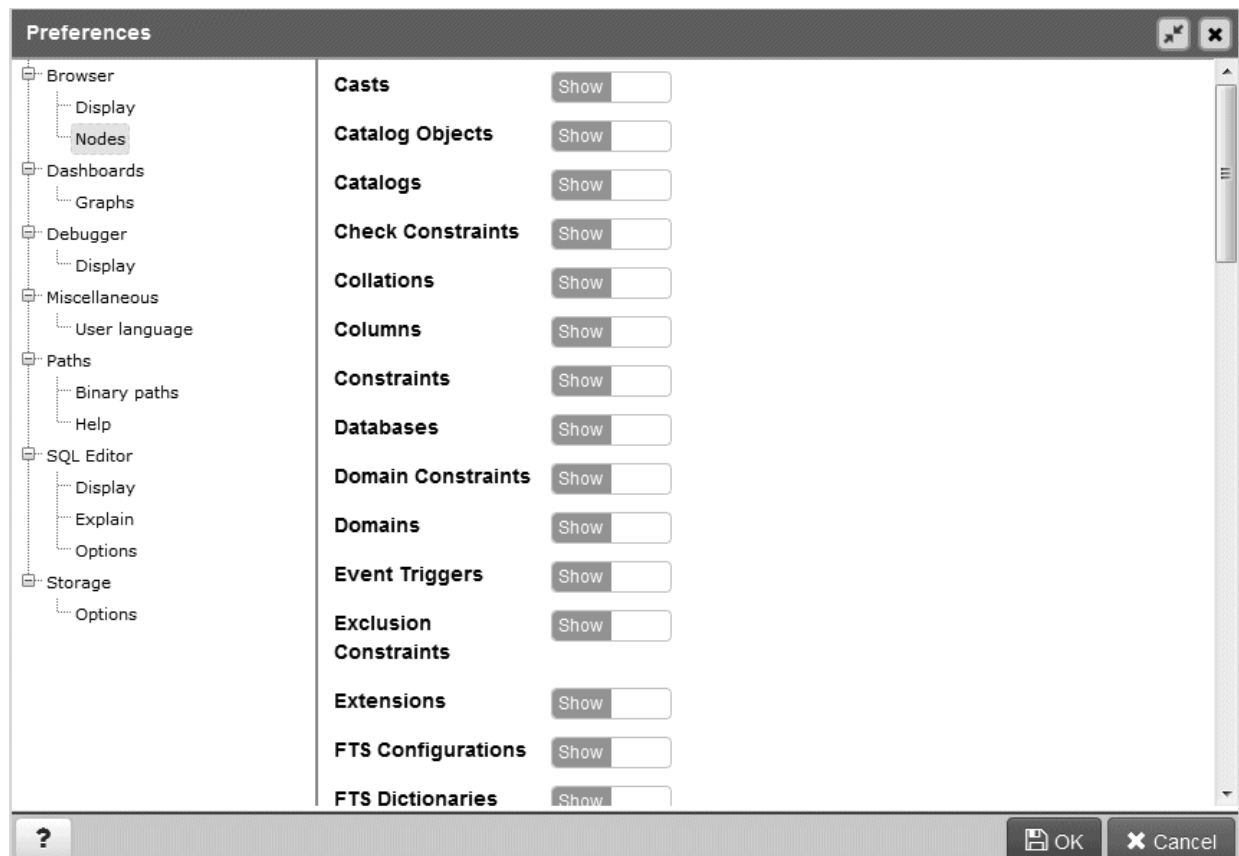 Preferences
Browser
Display
Nodes
Dashboards
Graphs
Debugger
Display
Miscellaneous
User language
Paths
Binary paths
Help
SQL Editor
Display
Explain
Options
Storage
Options
Casts Show
Catalog Objects Show
Catalogs Show
Check Constraints Show
Collations Show
Columns Show
Constraints Show
Databases Show
Domain Constraints Show
Domains Show
Event Triggers Show
Exclusion Show
Constraints
Extensions Show
FTS Configurations Show
FTS Dictionaries Show
? OK Cancel